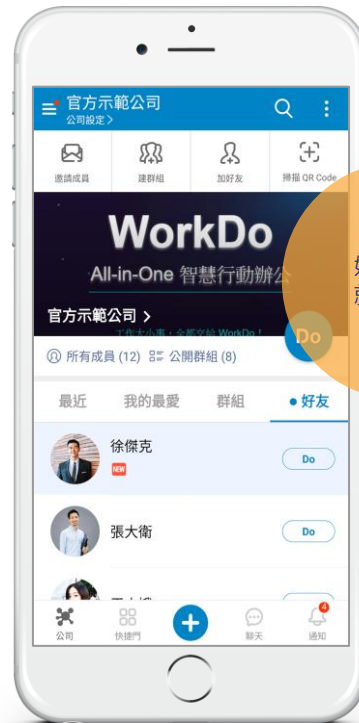 官方示範公司
公司設定 >
邀請成員
建群組
加好友
掃描 QR Code
WorkDo
All-in-One 智慧行動辦公
官方示範公司 >
工作大小事，全都交給 WorkDo！
Do
所有成員 (12) 公開群組 (8)
最近 我的最愛 群組 • 好友
徐傑克
NEW
Do
張大衛
Do
公司
快捷門
聊天
4
通知